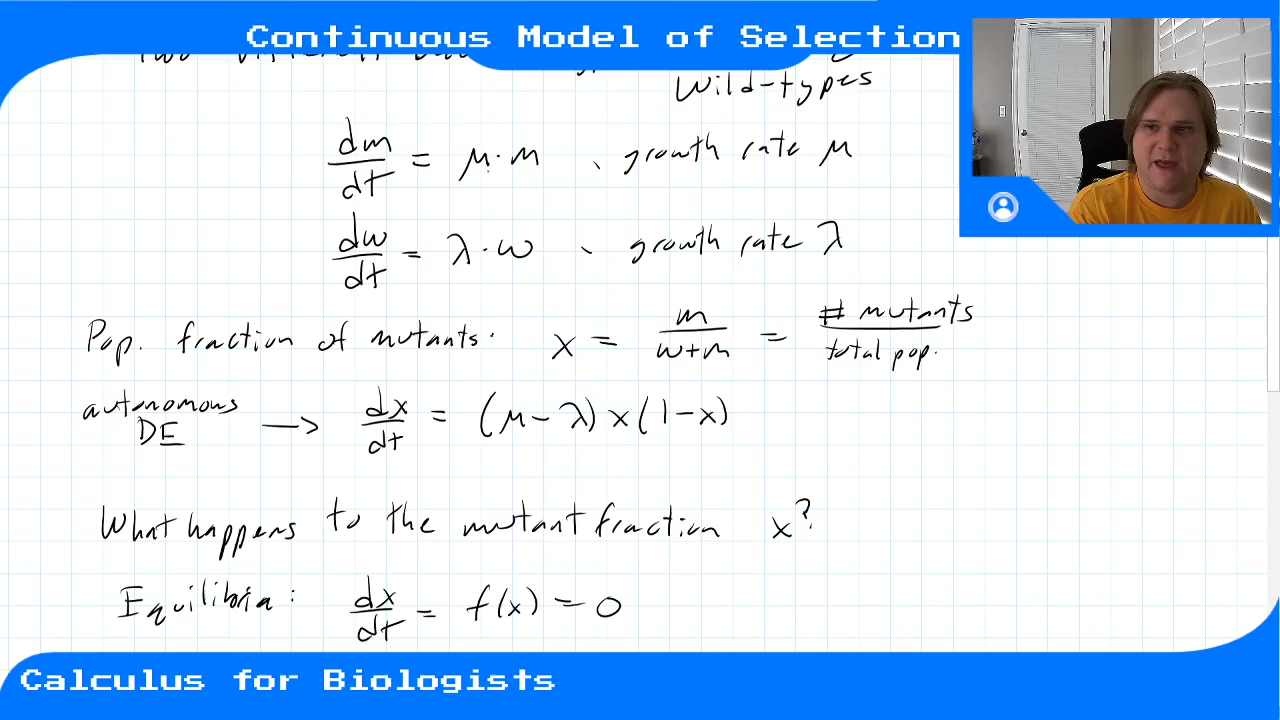 Continuous Model of Selection
Two different
Wild-types
dm/dt = μ·m , growth rate μ
dw/dt = λ·w , growth rate λ
Pop. fraction of mutants. x = m/(w+m) = # mutants/total pop.
autonomous
DE → dx/dt = (μ-λ) x (1-x)
What happens to the mutant fraction x?
Equilibria: dx/dt = f(x) = 0
Calculus for Biologists